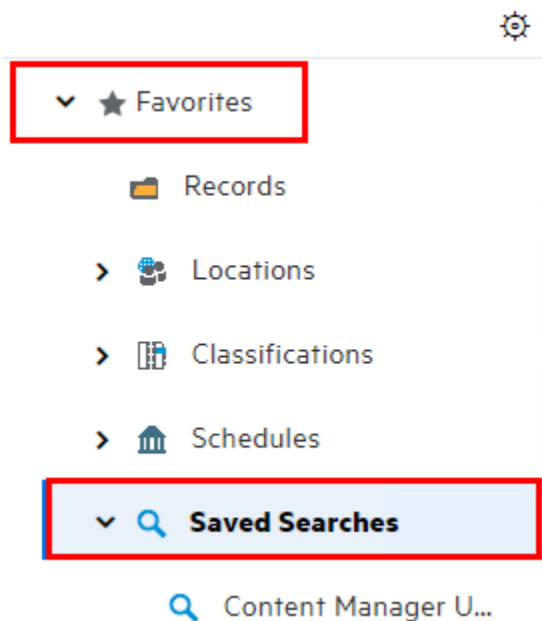 Favorites
Records
Locations
Classifications
Schedules
Saved Searches
Content Manager U...